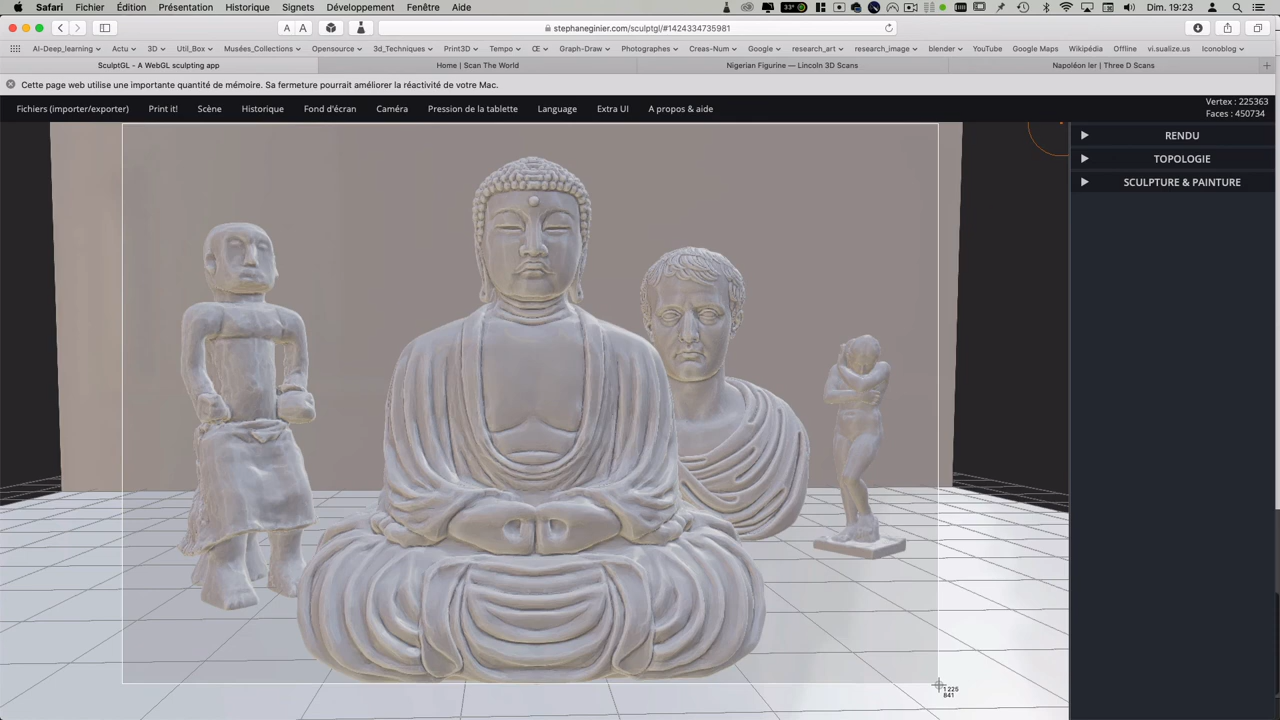 Safari Fichier Édition Présentation Historique Signets Développement Fenêtre Aide 33° Dim 19:23
A A stephaneginier.com/sculptgl/#1424334735981
AI-Deep_learning Actu 3D Util_Box Musées_Collections Opensource 3d_Techniques Print3D Tempo Œ Graph-Draw Photographes Creas-Num Google research_art research_image blender YouTube Google Maps Wikipédia Offline vi.sualize.us Iconoblog
SculptGL - A WebGL sculpting app Home | Scan The World Nigerian Figurine — Lincoln 3D Scans Napoléon Ier | Three D Scans
Cette page web utilise une importante quantité de mémoire. Sa fermeture pourrait améliorer la réactivité de votre Mac.
Fichiers (importer/exporter) Print it! Scène Historique Fond d'écran Caméra Pression de la tablette Language Extra UI A propos & aide
Vertex : 225363
Faces : 450734
RENDU
TOPOLOGIE
SCULPTURE & PAINTURE
1 225
841